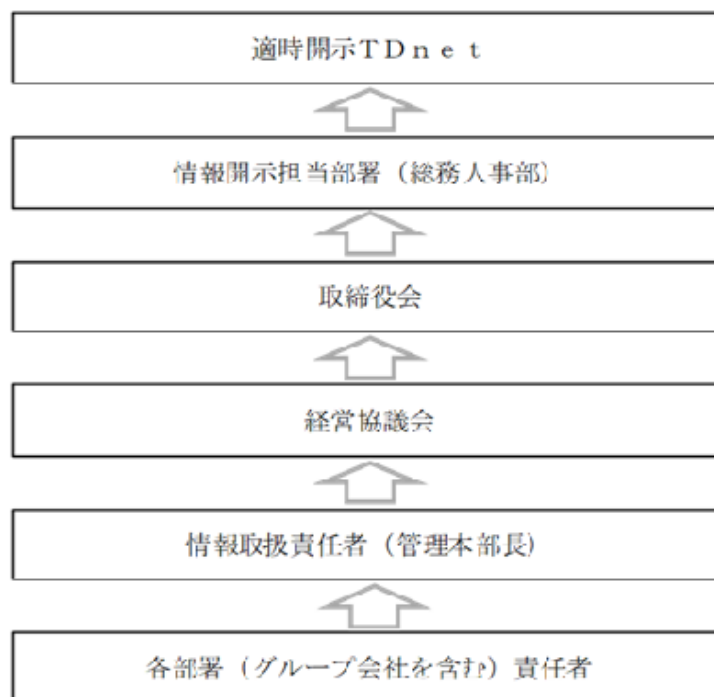 適時開示ＴＤｎｅｔ
情報開示担当部署（総務人事部）
取締役会
経営協議会
情報取扱責任者（管理本部長）
各部署（グループ会社を含む）責任者